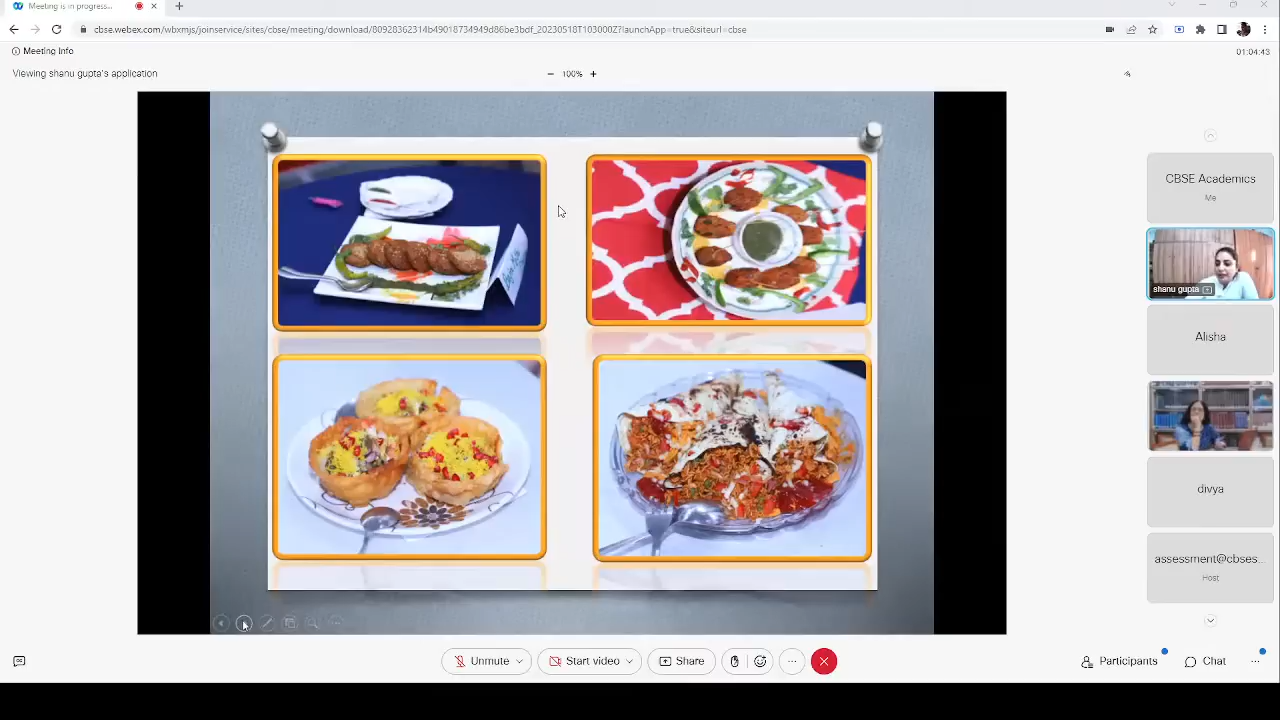 Meeting is in progress...
cbse.webex.com/wbxmjs/joinservice/sites/cbse/meeting/download/80928362314b49018734949d86be3bdf_20230518T103000Z?launchApp=true&siteurl=cbse
Meeting Info
01:04:43
Viewing shanu gupta's application
100%
CBSE Academics
Me
shanu gupta
Alisha
divya
assessment@cbses...
Host
Unmute
Start video
Share
Participants
Chat